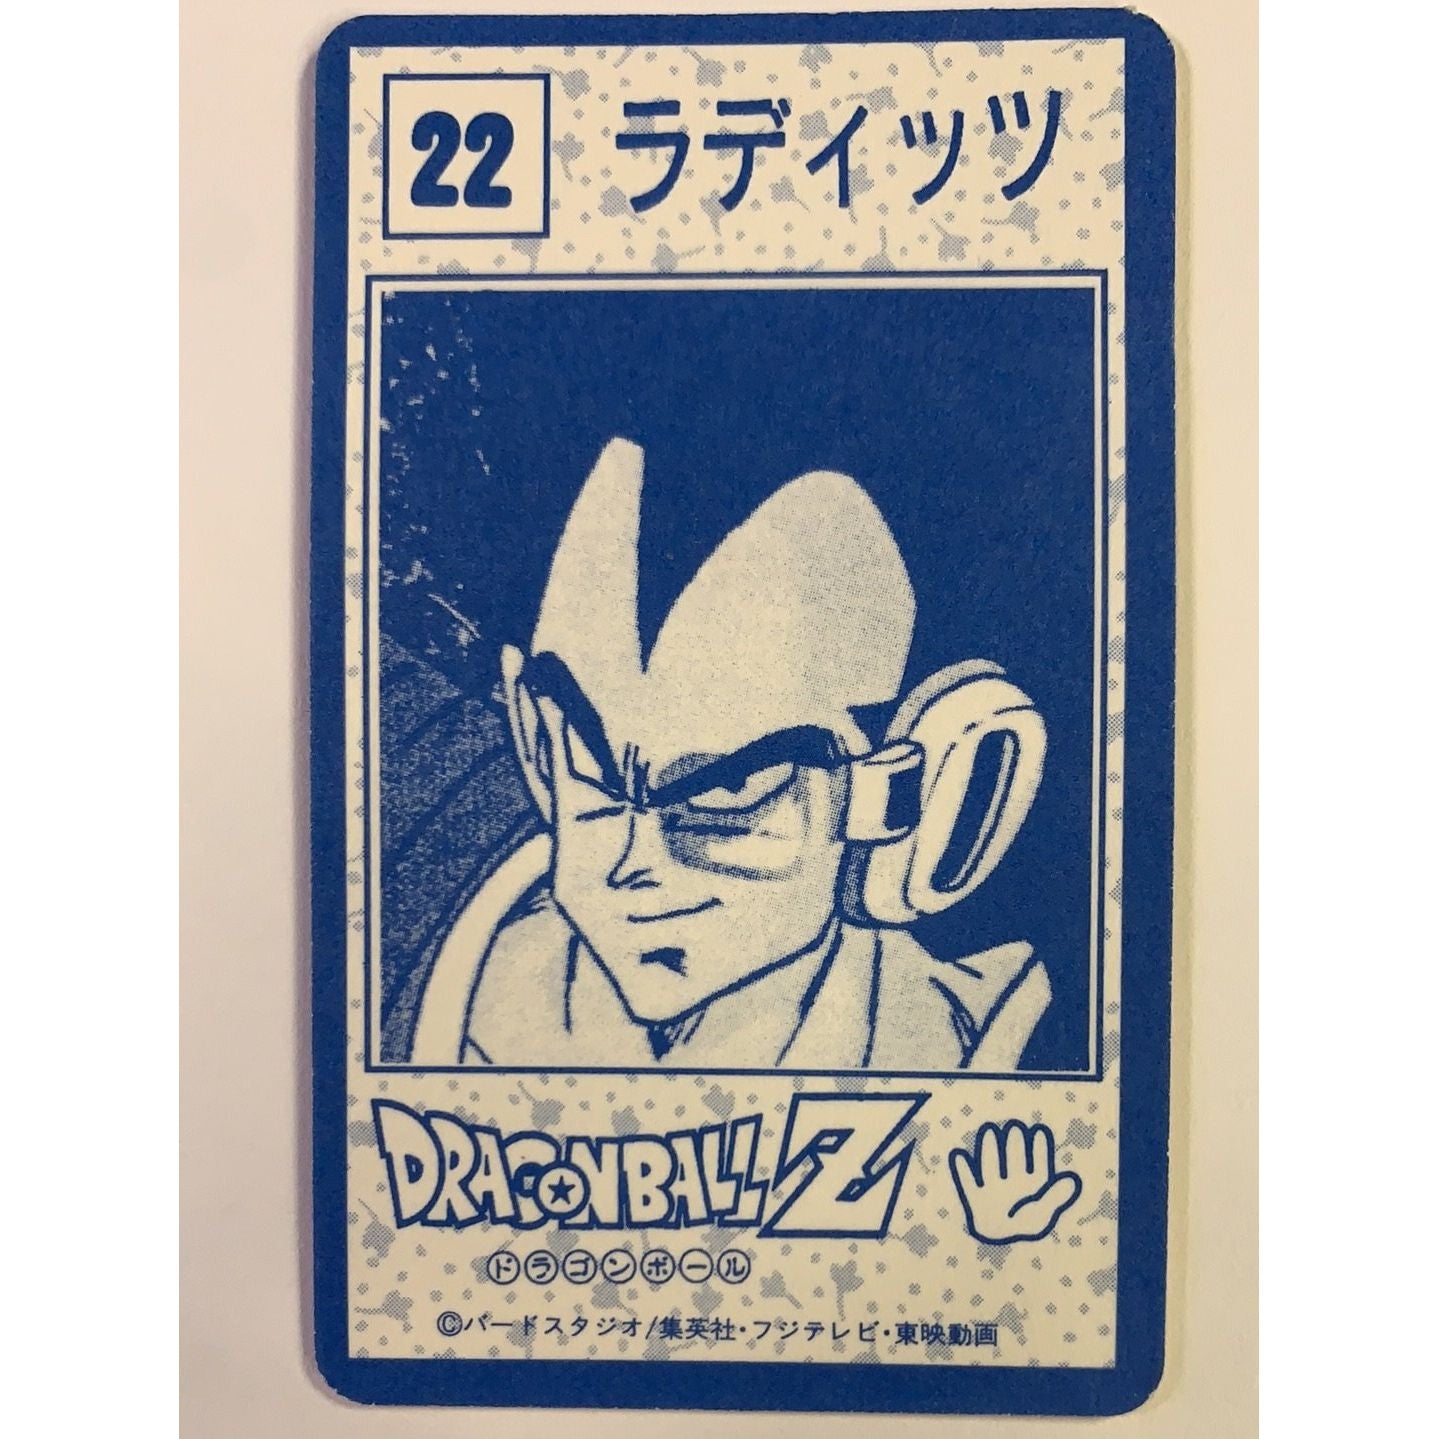 22
ラディッツ
DRAGONBALL Z
ドラゴンボール
©バードスタジオ/集英社・フジテレビ・東映動画